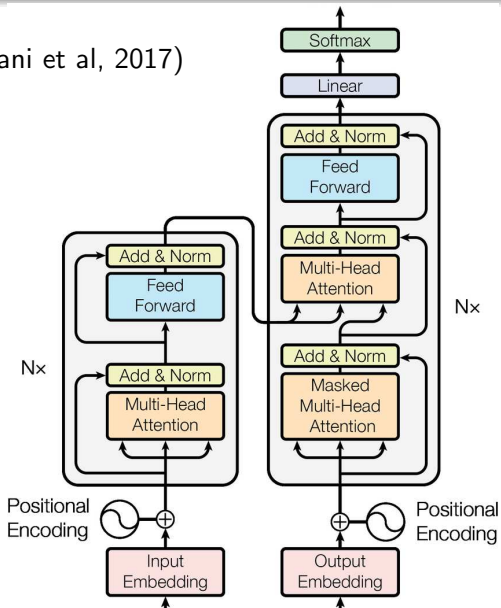 ani et al, 2017)
Softmax
Linear
Add & Norm
Feed
Forward
Add & Norm
Multi-Head
Attention
Add & Norm
Masked
Multi-Head
Attention
N×
Add & Norm
Feed
Forward
Add & Norm
Multi-Head
Attention
N×
Positional
Encoding
Positional
Encoding
Input
Embedding
Output
Embedding